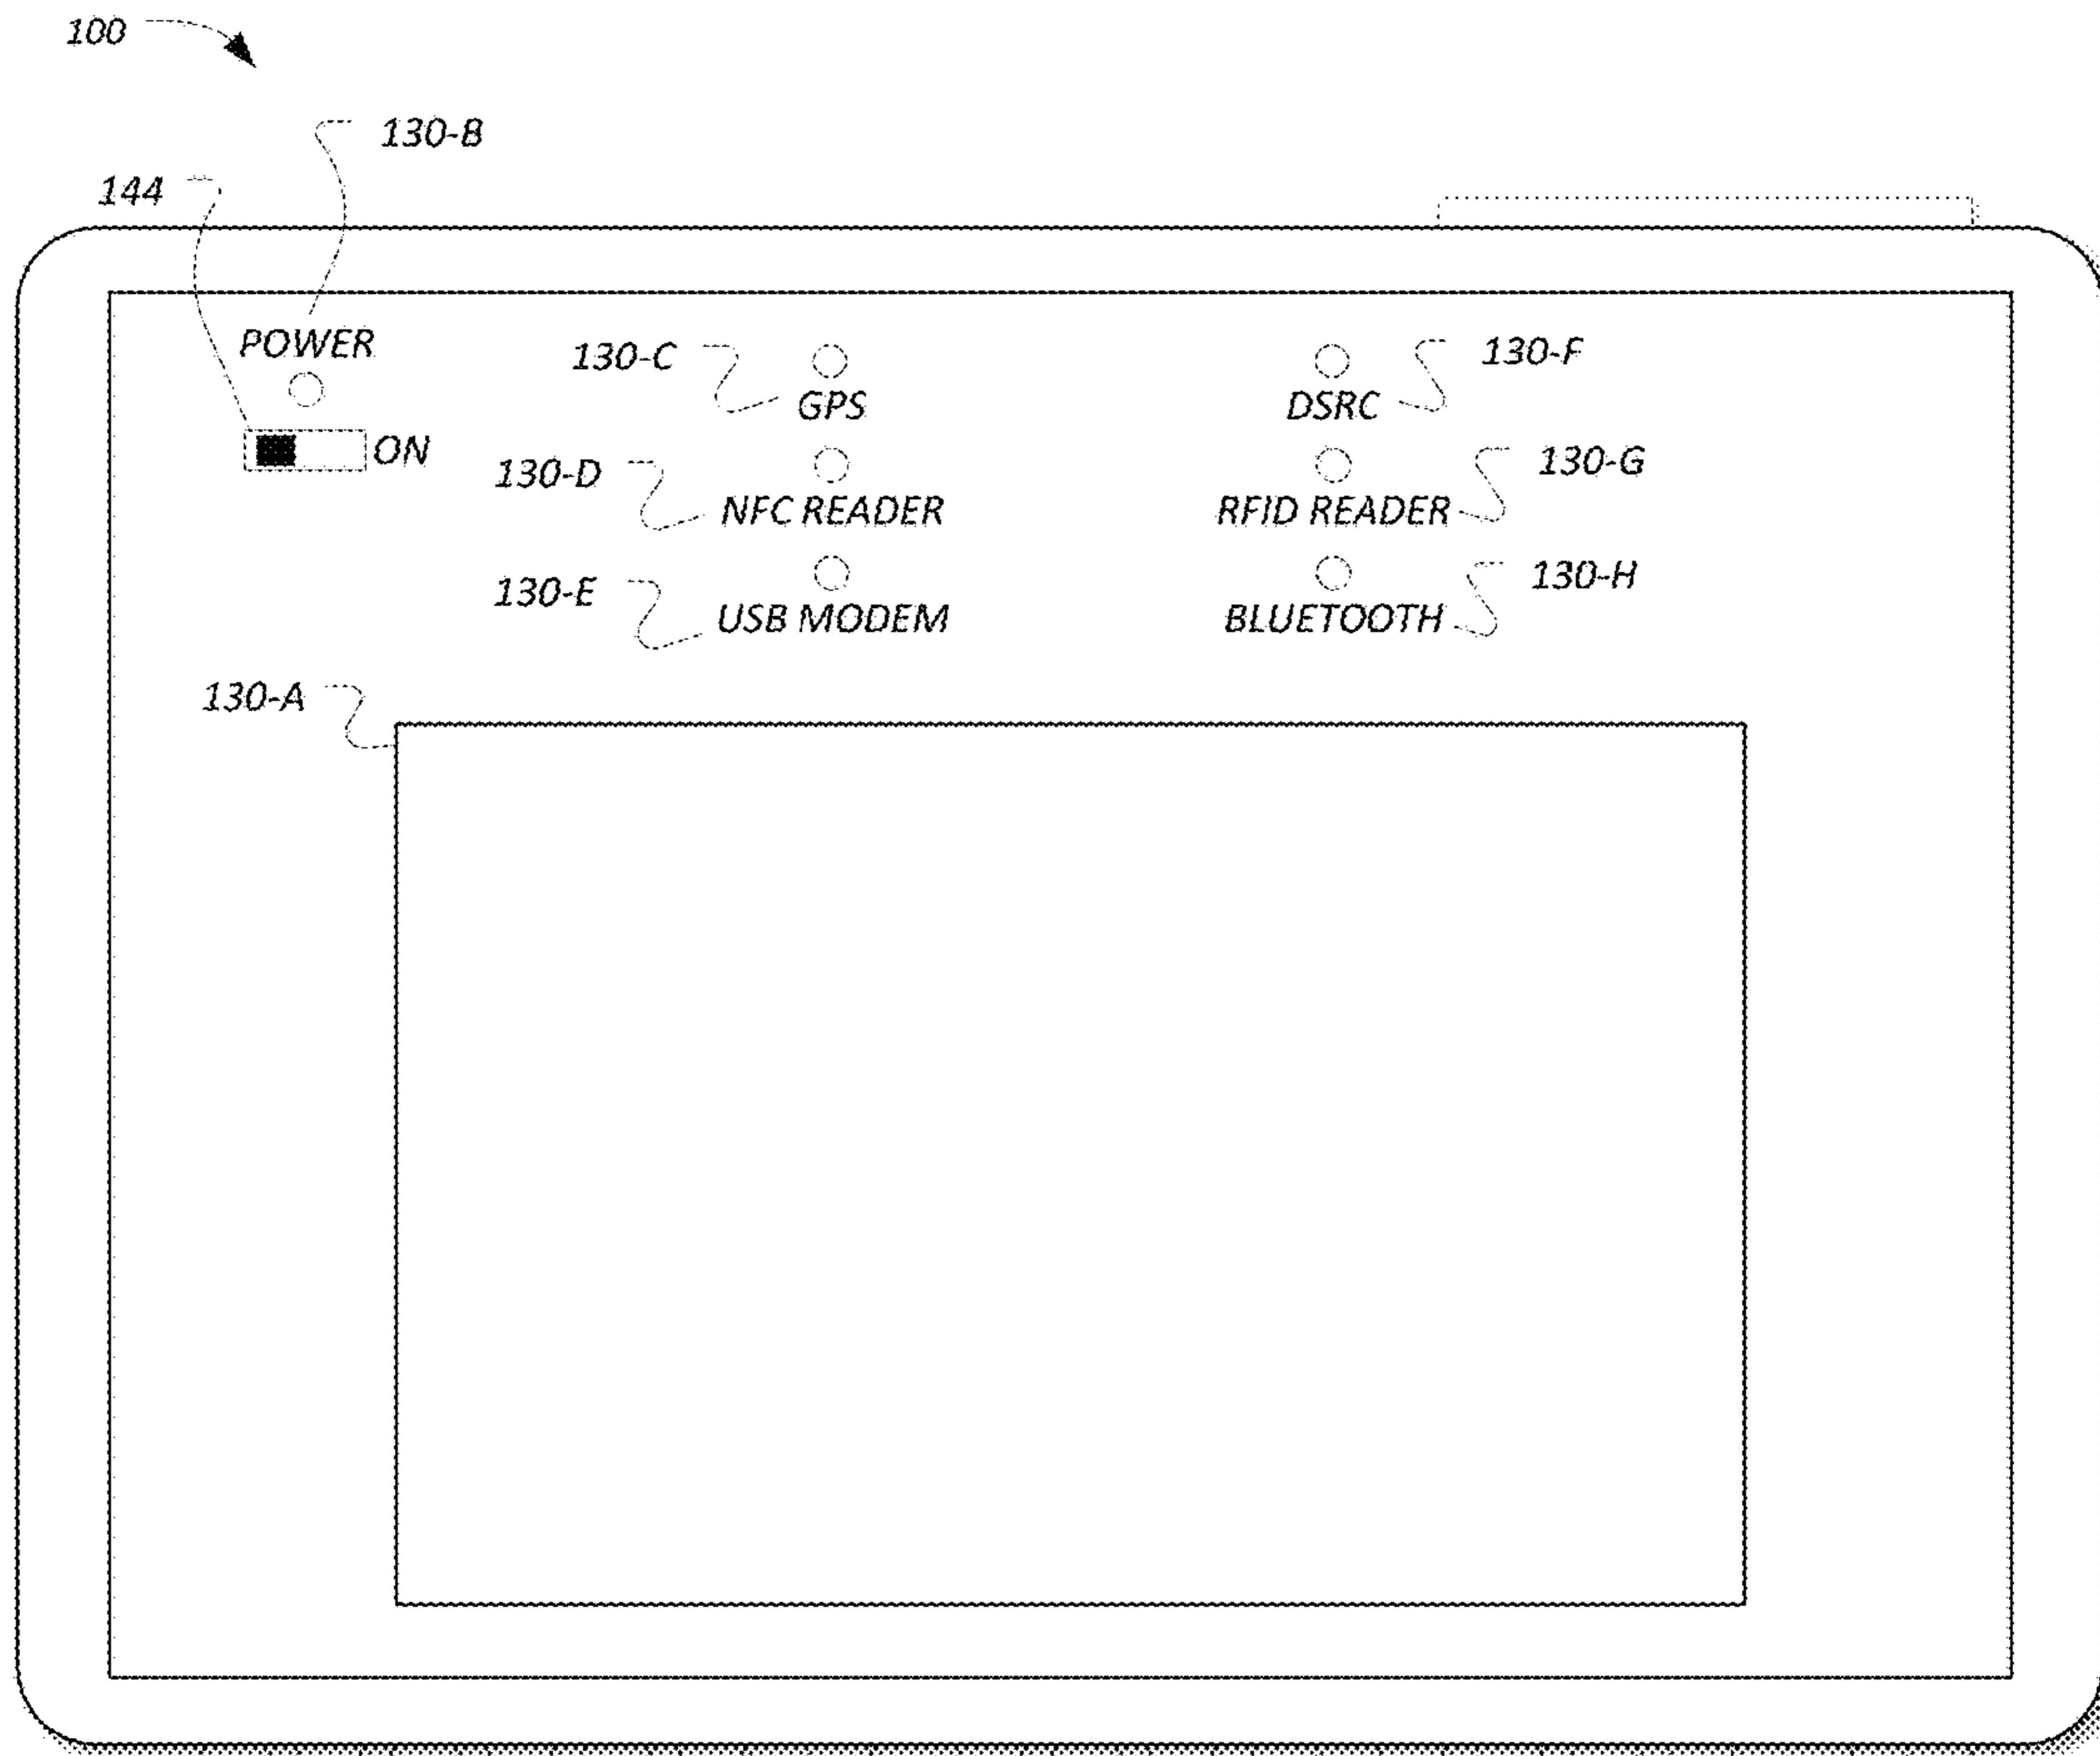 100
130-B
144
POWER
130-C
130-F
GPS
DSRC
ON
130-D
130-G
NFC READER
RFID READER
130-E
130-H
USB MODEM
BLUETOOTH
130-A